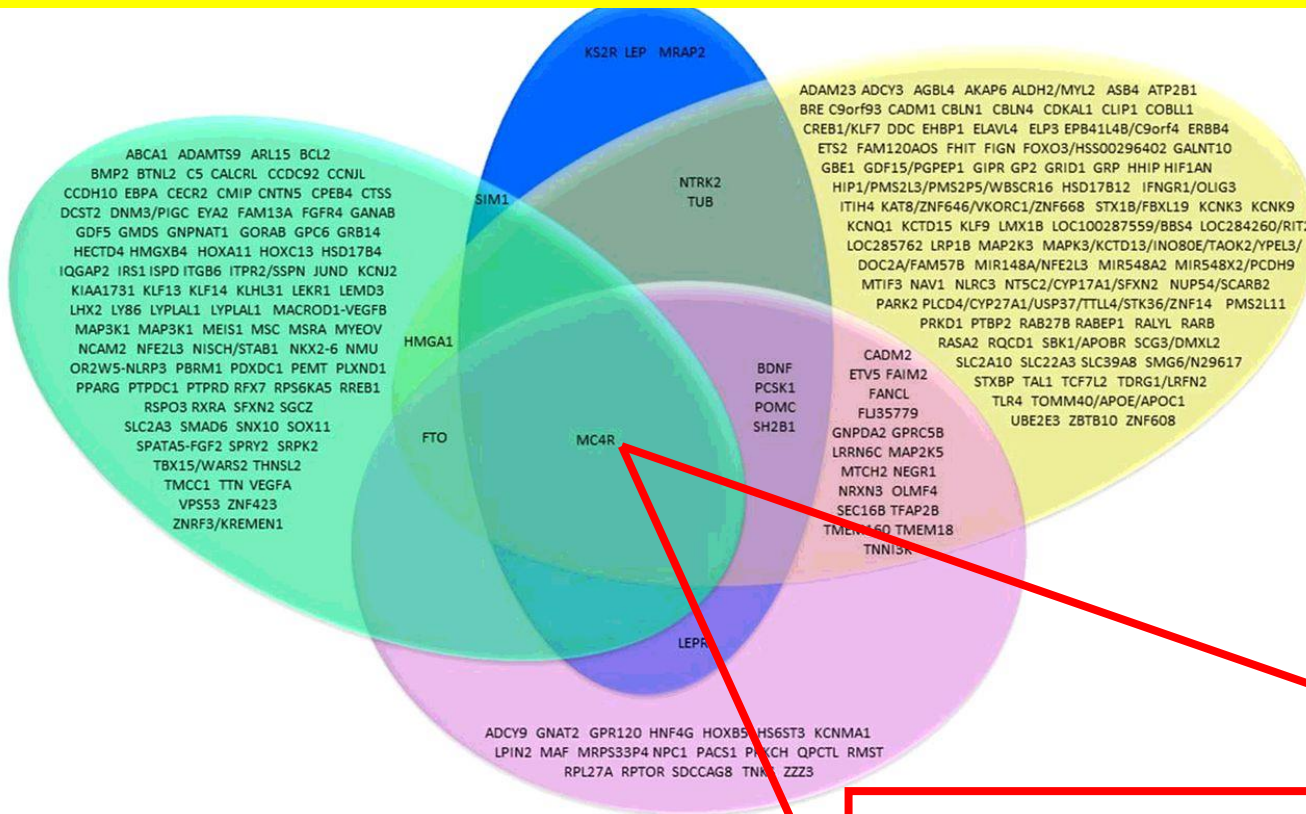 KS2R LEP MRAP2
ADAM23 ADCY3 AGBL4 AKAP6 ALDH2/MYL2 ASB4 ATP2B1
BRE C9orf93 CADM1 CBLN1 CBLN4 CDKAL1 CLIP1 COBLL1
CREB1/KLF7 DDC EHBP1 ELAVL4 ELP3 EPB41L4B/C9orf4 ERBB4
ETS2 FAM120AOS FHIT FIGN FOXO3/HSS00296402 GALNT10
GBE1 GDF15/PGPEP1 GIPR GP2 GRID1 GRP HHIP HIF1AN
HIP1/PMS2L3/PMS2P5/WBSCR16 HSD17B12 IFNGR1/OLIG3
ITIH4 KAT8/ZNF646/VKORC1/ZNF668 STX1B/FBXL19 KCNK3 KCNK9
KCNQ1 KCTD15 KLF9 LMX1B LOC100287559/BBS4 LOC284260/RIT2
LOC285762 LRP1B MAP2K3 MAPK3/KCTD13/INO80E/TAOK2/YPEL3/
DOC2A/FAM57B MIR148A/NFE2L3 MIR548A2 MIR548X2/PCDH9
MTIF3 NAV1 NLRC3 NT5C2/CYP17A1/SFXN2 NUP54/SCARB2
PARK2 PLCD4/CYP27A1/USP37/TTLL4/STK36/ZNF14 PMS2L11
PRKD1 PTBP2 RAB27B RABEP1 RALYL RARB
RASA2 RQCD1 SBK1/APOBR SCG3/DMXL2
SLC2A10 SLC22A3 SLC39A8 SMG6/N29617
STXBP TAL1 TCF7L2 TDRG1/LRFN2
TLR4 TOMM40/APOE/APOC1
UBE2E3 ZBTB10 ZNF608
ABCA1 ADAMTS9 ARL15 BCL2
BMP2 BTNL2 C5 CALCRL CCDC92 CCNJL
CCDH10 EBPA CECR2 CMIP CNTN5 CPEB4 CTSS
DCST2 DNM3/PIGC EYA2 FAM13A FGFR4 GANAB
GDF5 GMDS GNPNAT1 GORAB GPC6 GRB14
HECTD4 HMGXB4 HOXA11 HOXC13 HSD17B4
IQGAP2 IRS1 ISPD ITGB6 ITPR2/SSPN JUND KCNJ2
KIAA1731 KLF13 KLF14 KLHL31 LEKR1 LEMD3
LHX2 LY86 LYPLAL1 LYPLAL1 MACROD1-VEGFB
MAP3K1 MAP3K1 MEIS1 MSC MSRA MYEOV
NCAM2 NFE2L3 NISCH/STAB1 NKX2-6 NMU
OR2W5-NLRP3 PBRM1 PDXDC1 PEMT PLXND1
PPARG PTPDC1 PTPRD RFX7 RPS6KA5 RREB1
RSPO3 RXRA SFXN2 SGCZ
SLC2A3 SMAD6 SNX10 SOX11
SPATA5-FGF2 SPRY2 SRPK2
TBX15/WARS2 THNSL2
TMCC1 TTN VEGFA
VPS53 ZNF423
ZNRF3/KREMEN1
SIM1
NTRK2
TUB
HMGA1
FTO
MC4R
BDNF
PCSK1
POMC
SH2B1
CADM2
ETV5 FAIM2
FANCL
FLJ35779
GNPDA2 GPRC5B
LRRN6C MAP2K5
MTCH2 NEGR1
NRXN3 OLMF4
SEC16B TFAP2B
TMEM160 TMEM18
TNNI3K
LEPR
ADCY9 GNAT2 GPR120 HNF4G HOXB5 HS6ST3 KCNMA1
LPIN2 MAF MRPS33P4 NPC1 PACS1 PRKCH QPCTL RMST
RPL27A RPTOR SDCCAG8 ZZZ3